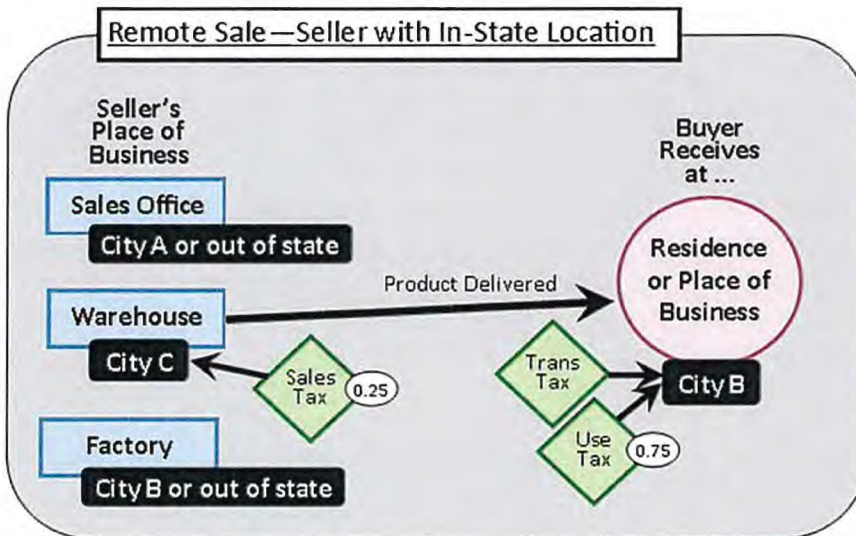 Remote Sale—Seller with In-State Location
Seller's
Place of
Business
Sales Office
City A or out of state
Warehouse
City C
Factory
City B or out of state
Sales
Tax
0.25
Product Delivered
Buyer
Receives
at ...
Residence
or Place of
Business
City B
Trans
Tax
Use
Tax
0.75